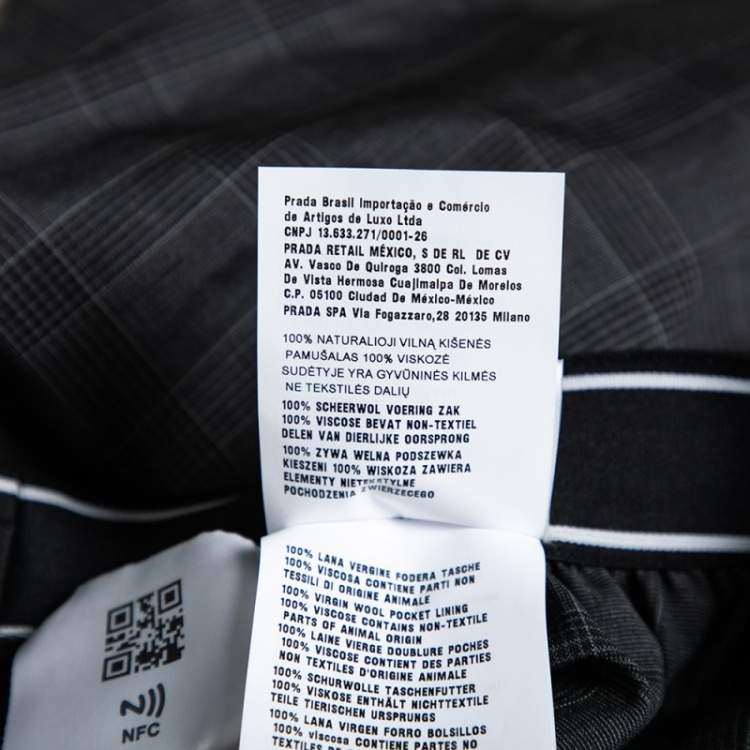 Prada Brasil Importação e Comércio
de Artigos de Luxo Ltda
CNPJ 13.633.271/0001-26
PRADA RETAIL MÉXICO, S DE RL DE CV
AV. Vasco De Quiroga 3800 Col. Lomas
De Vista Hermosa Cuajimalpa De Morelos
C.P. 05100 Ciudad De México-México
PRADA SPA Via Fogazzaro,28 20135 Milano
100% NATURALIOJI VILNĄ KIŠENĖS
PAMUŠALAS 100% VISKOZĖ
SUDĖTYJE YRA GYVŪNINĖS KILMĖS
NE TEKSTILĖS DALIŲ
100% SCHEERWOL VOERING ZAK
100% VISCOSE BEVAT NON-TEXTIEL
DELEN VAN DIERLIJKE OORSPRONG
100% ZYWA WELNA PODSZEWKA
KIESZENI 100% WISKOZA ZAWIERA
ELEMENTY NIETEKSTYLNE
POCHODZENIA ZWIERZECEGO
100% LANA VERGINE FODERA TASCHE
100% VISCOSA CONTIENE PARTI NON
TESSILI DI ORIGINE ANIMALE
100% VIRGIN WOOL POCKET LINING
100% VISCOSE CONTAINS NON-TEXTILE
PARTS OF ANIMAL ORIGIN
100% LAINE VIERGE DOUBLURE POCHES
100% VISCOSE CONTIENT DES PARTIES
NON TEXTILES D'ORIGINE ANIMALE
100% SCHURWOLLE TASCHENFUTTER
100% VISKOSE ENTHÄLT NICHTTEXTILE
TEILE TIERISCHEN URSPRUNGS
100% LANA VIRGEN FORRO BOLSILLOS
100% viscosa CONTIENE PARTES NO
TEXTILES DE
NFC